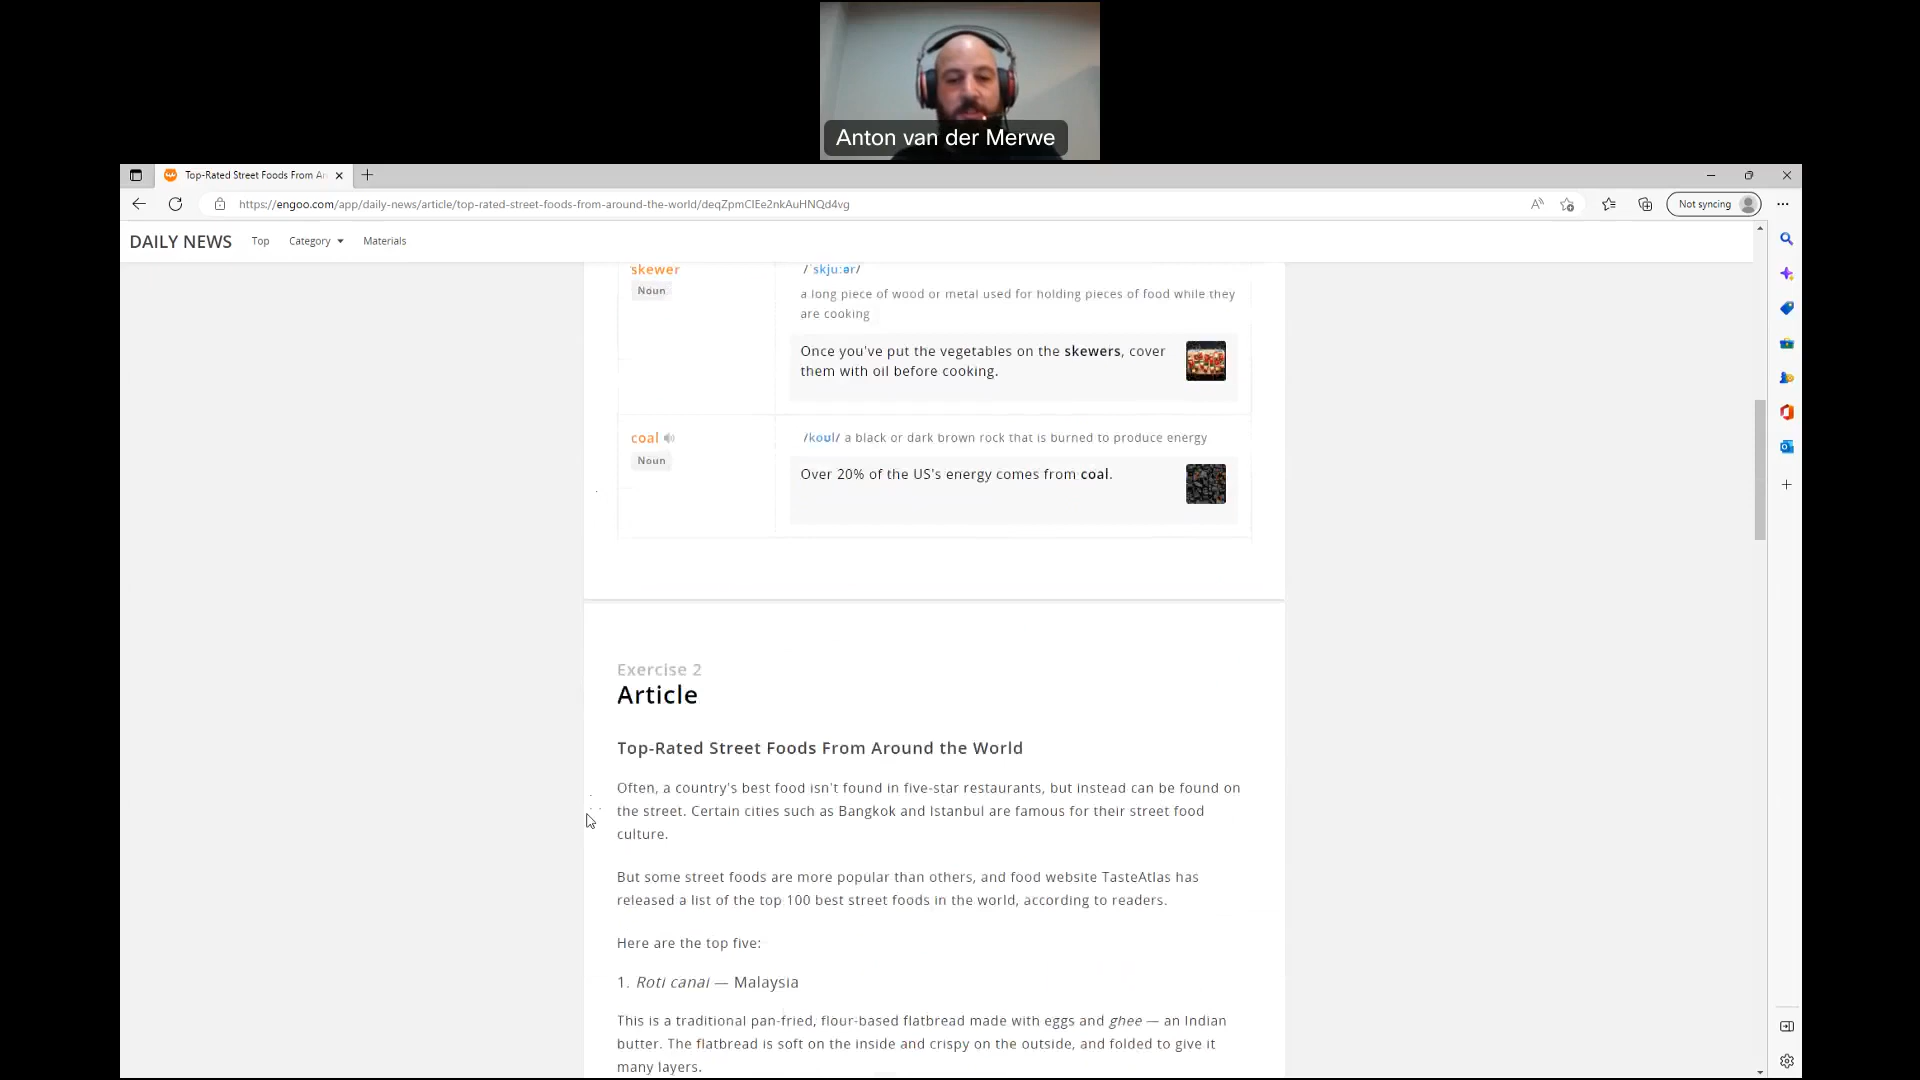 Anton van der Merwe
Top-Rated Street Foods From Ar
https://engoo.com/app/daily-news/article/top-rated-street-foods-from-around-the-world/deqZpmClEe2nkAuHNQd4vg
Not syncing
DAILY NEWS Top Category Materials
skewer /ˈskjuːər/
Noun
a long piece of wood or metal used for holding pieces of food while they
are cooking
Once you've put the vegetables on the skewers, cover
them with oil before cooking.
coal /koʊl/ a black or dark brown rock that is burned to produce energy
Noun
Over 20% of the US's energy comes from coal.
Exercise 2
Article
Top-Rated Street Foods From Around the World
Often, a country's best food isn't found in five-star restaurants, but instead can be found on
the street. Certain cities such as Bangkok and Istanbul are famous for their street food
culture.
But some street foods are more popular than others, and food website TasteAtlas has
released a list of the top 100 best street foods in the world, according to readers.
Here are the top five:
1. Roti canai — Malaysia
This is a traditional pan-fried, flour-based flatbread made with eggs and ghee — an Indian
butter. The flatbread is soft on the inside and crispy on the outside, and folded to give it
many layers.